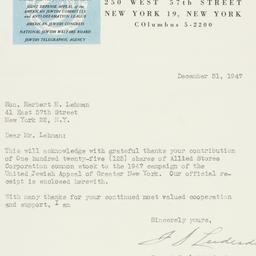 JOINT DEFENSE APPEAL of the
AMERICAN JEWISH COMMITTEE
and ANTI-DEFAMATION LEAGUE
AMERICAN JEWISH CONGRESS
NATIONAL JEWISH WELFARE BOARD
JEWISH TELEGRAPHIC AGENCY
250 WEST 57th STREET
NEW YORK 19, NEW YORK
COlumbus 5-2200
December 31, 1947
Hon. Herbert H. Lehman
41 East 57th Street
New York 22, N.Y.
Dear Mr. Lehman:
This will acknowledge with grateful thanks your contribution
of One hundred twenty-five (125) shares of Allied Stores
Corporation common stock to the 1947 campaign of the
United Jewish Appeal of Greater New York. Our official re-
ceipt is enclosed herewith.
With many thanks for your continued most valued cooperation
and support, I am
Sincerely yours,